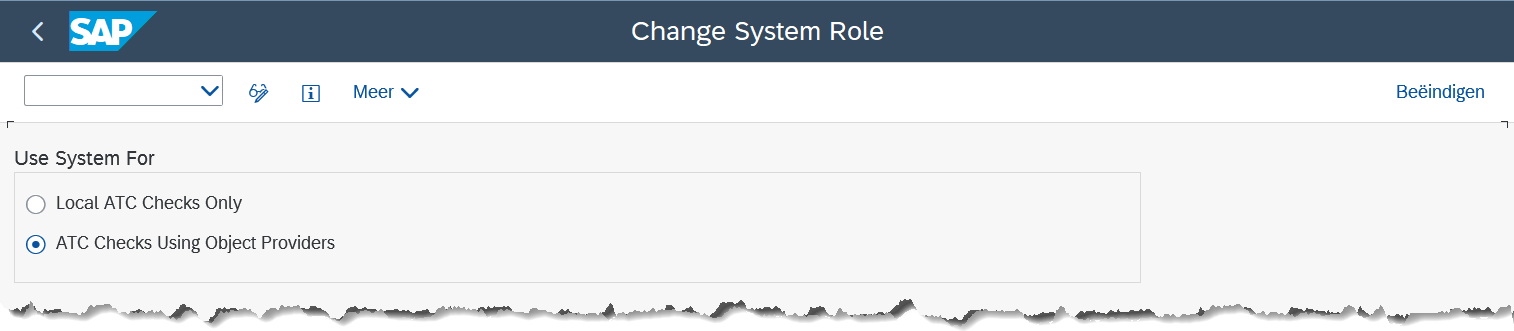 SAP
Change System Role
Meer
Beëindigen
Use System For
Local ATC Checks Only
ATC Checks Using Object Providers